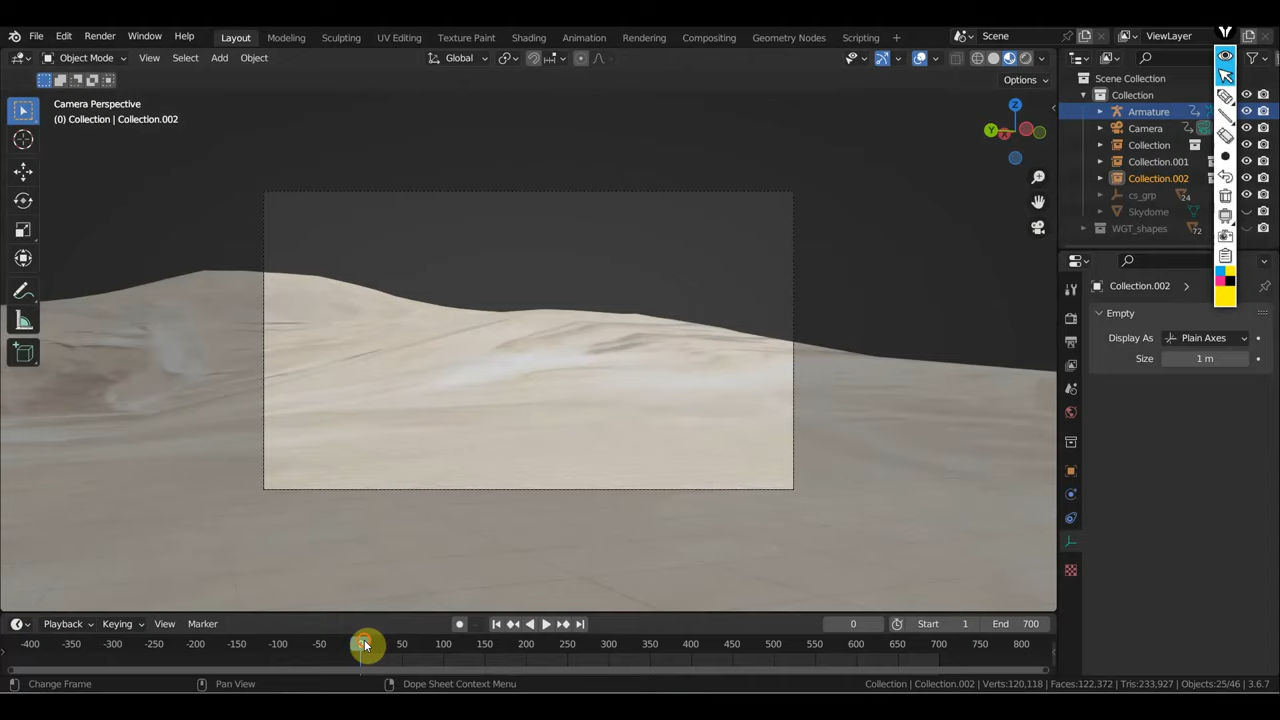 File Edit Render Window Help Layout Modeling Sculpting UV Editing Texture Paint Shading Animation Rendering Compositing Geometry Nodes Scripting + Scene ViewLayer
Object Mode View Select Add Object Global
Options
Camera Perspective
(0) Collection | Collection.002
Z
Y
Scene Collection
Collection
Armature
Camera
Collection
Collection.001
Collection.002
cs_grp 24
Skydome
WGT_shapes 72
Collection.002
Empty
Display As Plain Axes
Size 1 m
Playback Keying View Marker 0 Start 1 End 700
-400 -350 -300 -250 -200 -150 -100 -50 50 100 150 200 250 300 350 400 450 500 550 600 650 700 750 800
Change Frame Pan View Dope Sheet Context Menu Collection | Collection.002 | Verts:120,118 | Faces:122,372 | Tris:233,927 | Objects:25/46 | 3.6.7